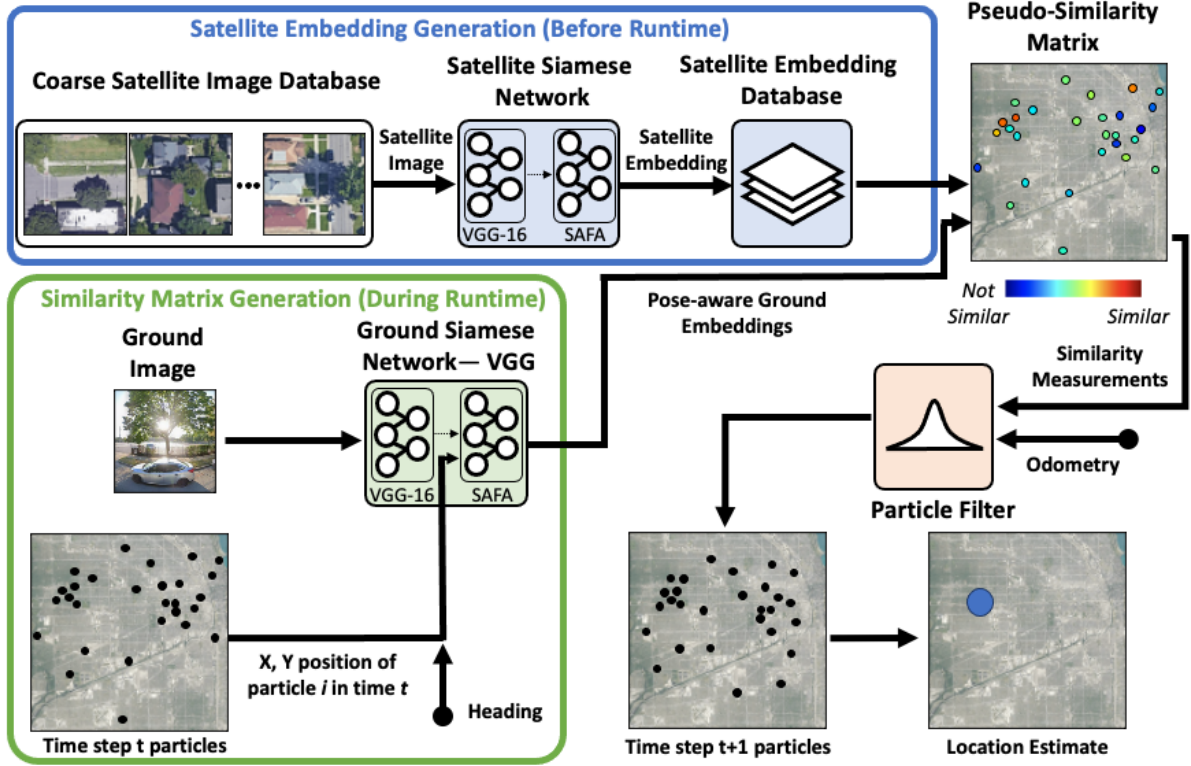 Satellite Embedding Generation (Before Runtime)
Coarse Satellite Image Database
Satellite
Image
Satellite Siamese
Network
VGG-16
SAFA
Satellite
Embedding
Satellite Embedding
Database
Pseudo-Similarity
Matrix
Not
Similar
Similar
Similarity Matrix Generation (During Runtime)
Ground
Image
Ground Siamese
Network— VGG
VGG-16
SAFA
Pose-aware Ground
Embeddings
Similarity
Measurements
Odometry
Particle Filter
X, Y position of
particle i in time t
Heading
Time step t particles
Time step t+1 particles
Location Estimate